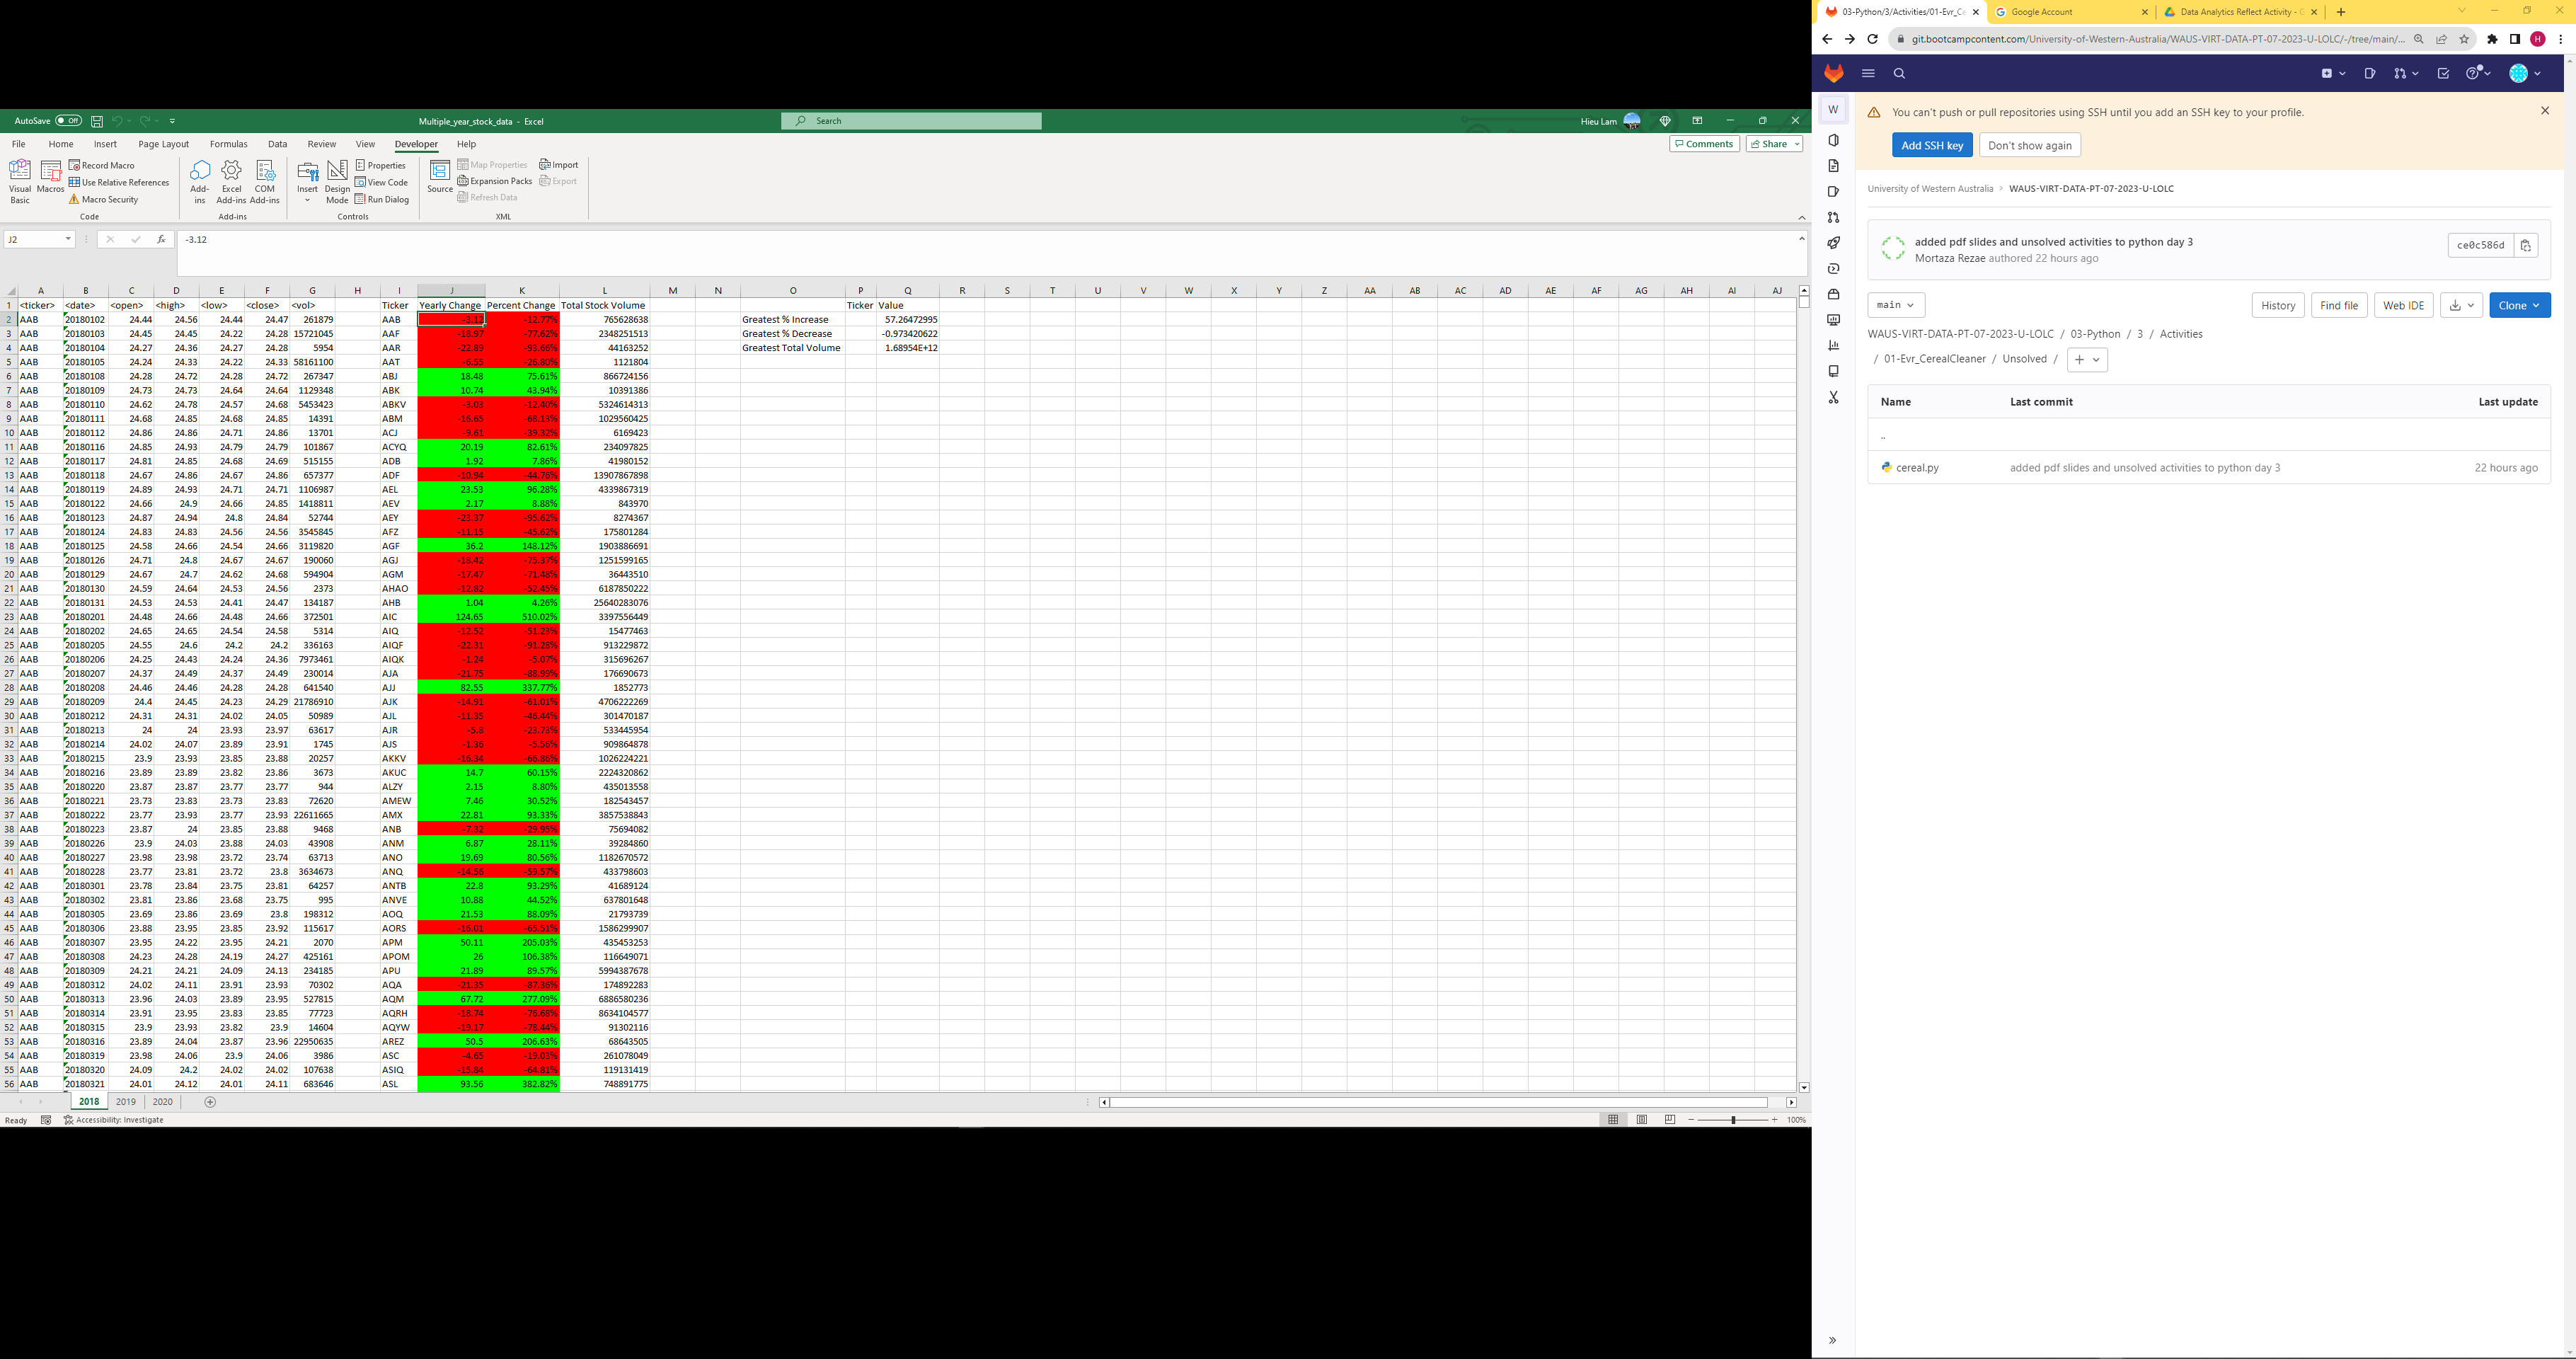 AutoSave Off Multiple_year_stock_data - Excel Search Hieu Lam
File Home Insert Page Layout Formulas Data Review View Developer Help Comments Share
Visual Basic Macros Record Macro Use Relative References Macro Security Code
Add-ins Excel Add-ins COM Add-ins Add-ins
Insert Design Mode Properties View Code Run Dialog Controls
Source Map Properties Expansion Packs Refresh Data Import Export XML
J2 fx -3.12
A B C D E F G H I J K L M N O P Q R S T U V W X Y Z AA AB AC AD AE AF AG AH AI AJ
1 <ticker> <date> <open> <high> <low> <close> <vol> Ticker Yearly Change Percent Change Total Stock Volume Ticker Value
2 AAB 20180102 24.44 24.56 24.44 24.47 261879 AAB -3.12 -12.77% 765628638 Greatest % Increase 57.26472995
3 AAB 20180103 24.45 24.45 24.22 24.28 15721045 AAF -18.97 -77.62% 2348251513 Greatest % Decrease -0.973420622
4 AAB 20180104 24.27 24.36 24.27 24.28 5954 AAR -22.89 -93.66% 44163252 Greatest Total Volume 1.68954E+12
5 AAB 20180105 24.24 24.33 24.22 24.33 58161100 AAT -6.55 -26.80% 1121804
6 AAB 20180108 24.28 24.72 24.28 24.72 267347 ABJ 18.48 75.61% 866724156
7 AAB 20180109 24.73 24.73 24.64 24.64 1129348 ABK 10.74 43.94% 10391386
8 AAB 20180110 24.62 24.78 24.57 24.68 5453423 ABKV -3.03 -12.40% 5324614313
9 AAB 20180111 24.68 24.85 24.68 24.85 14391 ABM -16.65 -68.13% 1029560425
10 AAB 20180112 24.86 24.86 24.71 24.86 13701 ACJ -9.61 -39.32% 6169423
11 AAB 20180116 24.85 24.93 24.79 24.79 101867 ACYQ 20.19 82.61% 234097825
12 AAB 20180117 24.81 24.85 24.68 24.69 515155 ADB 1.92 7.86% 41980152
13 AAB 20180118 24.67 24.86 24.67 24.86 657377 ADF -10.94 -44.76% 13907867898
14 AAB 20180119 24.89 24.93 24.71 24.71 1106987 AEL 23.53 96.28% 4339867319
15 AAB 20180122 24.66 24.9 24.66 24.85 1418811 AEV 2.17 8.88% 843970
16 AAB 20180123 24.87 24.94 24.8 24.84 52744 AEY -23.37 -95.62% 8274367
17 AAB 20180124 24.83 24.83 24.56 24.56 3545845 AFZ -11.15 -45.62% 175801284
18 AAB 20180125 24.58 24.66 24.54 24.66 3119820 AGF 36.2 148.12% 1903886691
19 AAB 20180126 24.71 24.8 24.67 24.67 190060 AGJ -18.42 -75.37% 1251599165
20 AAB 20180129 24.67 24.7 24.62 24.68 594904 AGM -17.47 -71.48% 36443510
21 AAB 20180130 24.59 24.64 24.53 24.56 2373 AHAO -12.82 -52.45% 6187850222
22 AAB 20180131 24.53 24.53 24.41 24.47 134187 AHB 1.04 4.26% 25640283076
23 AAB 20180201 24.48 24.66 24.48 24.66 372501 AIC 124.65 510.02% 3397556449
24 AAB 20180202 24.65 24.65 24.54 24.58 5314 AIQ -12.52 -51.23% 15477463
25 AAB 20180205 24.55 24.6 24.2 24.2 336163 AIQF -22.31 -91.28% 913229872
26 AAB 20180206 24.25 24.43 24.24 24.36 7973461 AIQK -1.24 -5.07% 315696267
27 AAB 20180207 24.37 24.49 24.37 24.49 230014 AJA -21.75 -88.99% 176690673
28 AAB 20180208 24.46 24.46 24.28 24.28 641540 AJJ 82.55 337.77% 1852773
29 AAB 20180209 24.4 24.45 24.23 24.29 21786910 AJK -14.91 -61.01% 4706222269
30 AAB 20180212 24.31 24.31 24.02 24.05 50989 AJL -11.35 -46.44% 301470187
31 AAB 20180213 24 24 23.93 23.97 63617 AJR -5.8 -23.73% 533445954
32 AAB 20180214 24.02 24.07 23.89 23.91 1745 AJS -1.36 -5.56% 909864878
33 AAB 20180215 23.9 23.93 23.85 23.88 20257 AKKV -16.34 -66.86% 1026224221
34 AAB 20180216 23.89 23.89 23.82 23.86 3673 AKUC 14.7 60.15% 2224320862
35 AAB 20180220 23.87 23.87 23.77 23.77 944 ALZY 2.15 8.80% 435013558
36 AAB 20180221 23.73 23.83 23.73 23.83 72620 AMEW 7.46 30.52% 182543457
37 AAB 20180222 23.77 23.93 23.77 23.93 22611665 AMX 22.81 93.33% 3857538843
38 AAB 20180223 23.87 24 23.85 23.88 9468 ANB -7.32 -29.95% 75694082
39 AAB 20180226 23.9 24.03 23.88 24.03 43908 ANM 6.87 28.11% 39284860
40 AAB 20180227 23.98 23.98 23.72 23.74 63713 ANO 19.69 80.56% 1182670572
41 AAB 20180228 23.77 23.81 23.72 23.8 3634673 ANQ -14.56 -59.57% 433798603
42 AAB 20180301 23.78 23.84 23.75 23.81 64257 ANTB 22.8 93.29% 41689124
43 AAB 20180302 23.81 23.86 23.68 23.75 995 ANVE 10.88 44.52% 637801648
44 AAB 20180305 23.69 23.86 23.69 23.8 198312 AOQ 21.53 88.09% 21793739
45 AAB 20180306 23.88 23.95 23.85 23.92 115617 AORS -16.01 -65.51% 1586299907
46 AAB 20180307 23.95 24.22 23.95 24.21 2070 APM 50.11 205.03% 435453253
47 AAB 20180308 24.23 24.28 24.19 24.27 425161 APOM 26 106.38% 116649071
48 AAB 20180309 24.21 24.21 24.09 24.13 234185 APU 21.89 89.57% 5994387678
49 AAB 20180312 24.02 24.11 23.91 23.93 70302 AQA -21.35 -87.36% 174892283
50 AAB 20180313 23.96 24.03 23.89 23.95 527815 AQM 67.72 277.09% 6886580236
51 AAB 20180314 23.91 23.95 23.83 23.85 77723 AQRH -18.74 -76.68% 8634104577
52 AAB 20180315 23.9 23.93 23.82 23.9 14604 AQYW -19.17 -78.44% 91302116
53 AAB 20180316 23.89 24.04 23.87 23.96 22950635 AREZ 50.5 206.63% 68643505
54 AAB 20180319 23.98 24.06 23.9 24.06 3986 ASC -4.65 -19.03% 261078049
55 AAB 20180320 24.09 24.2 24.02 24.02 107638 ASIQ -15.84 -64.81% 119131419
56 AAB 20180321 24.01 24.12 24.01 24.11 683646 ASL 93.56 382.82% 748891775
2018 2019 2020
Ready Accessibility: Investigate 100%
03-Python/3/Activities/01-Evr_Ce Google Account Data Analytics Reflect Activity -
git.bootcampcontent.com/University-of-Western-Australia/WAUS-VIRT-DATA-PT-07-2023-U-LOLC/-/tree/main/... H
W
You can't push or pull repositories using SSH until you add an SSH key to your profile.
Add SSH key Don't show again
University of Western Australia › WAUS-VIRT-DATA-PT-07-2023-U-LOLC
added pdf slides and unsolved activities to python day 3
Mortaza Rezae authored 22 hours ago
ce0c586d
main History Find file Web IDE Clone
WAUS-VIRT-DATA-PT-07-2023-U-LOLC / 03-Python / 3 / Activities
/ 01-Evr_CerealCleaner / Unsolved / +
Name Last commit Last update
..
cereal.py added pdf slides and unsolved activities to python day 3 22 hours ago